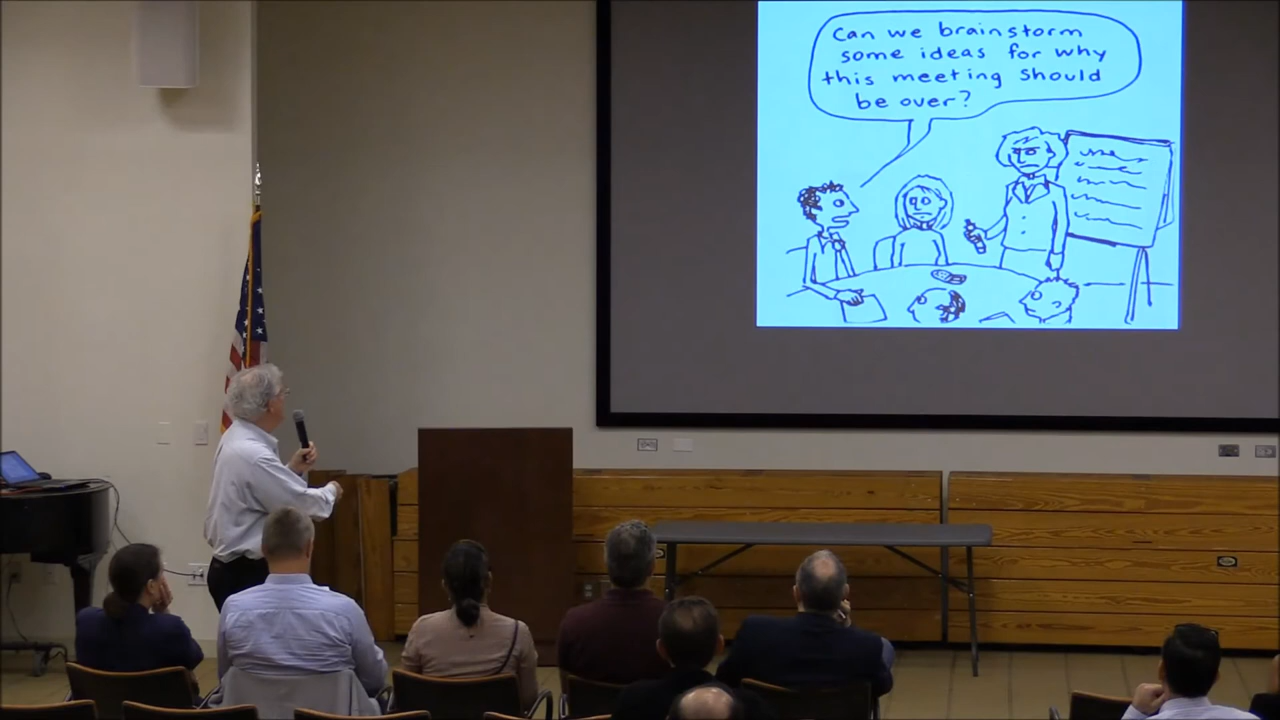 Can we brainstorm
some ideas for why
this meeting should
be over?